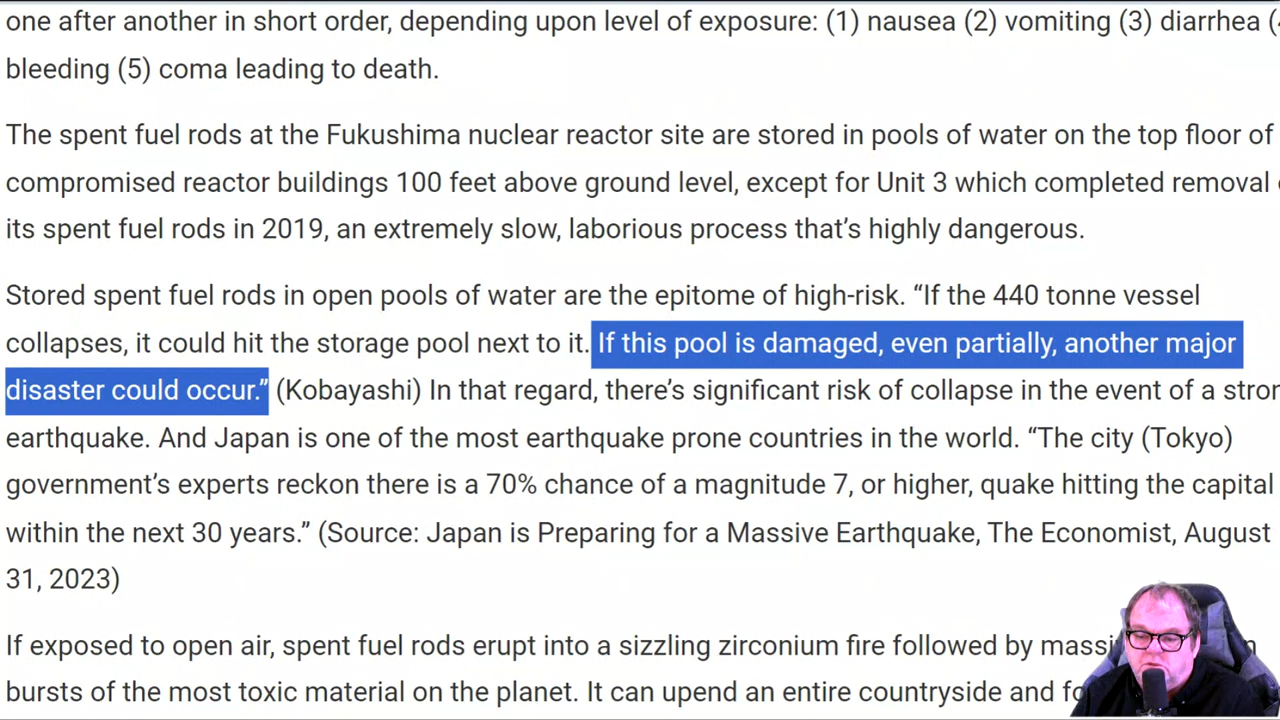 one after another in short order, depending upon level of exposure: (1) nausea (2) vomiting (3) diarrhea
bleeding (5) coma leading to death.
The spent fuel rods at the Fukushima nuclear reactor site are stored in pools of water on the top floor of
compromised reactor buildings 100 feet above ground level, except for Unit 3 which completed removal
its spent fuel rods in 2019, an extremely slow, laborious process that’s highly dangerous.
Stored spent fuel rods in open pools of water are the epitome of high-risk. “If the 440 tonne vessel
collapses, it could hit the storage pool next to it. If this pool is damaged, even partially, another major
disaster could occur.” (Kobayashi) In that regard, there’s significant risk of collapse in the event of a
earthquake. And Japan is one of the most earthquake prone countries in the world. “The city (Tokyo)
government’s experts reckon there is a 70% chance of a magnitude 7, or higher, quake hitting the capital
within the next 30 years.” (Source: Japan is Preparing for a Massive Earthquake, The Economist, August
31, 2023)
If exposed to open air, spent fuel rods erupt into a sizzling zirconium fire followed by
bursts of the most toxic material on the planet. It can upend an entire countryside and